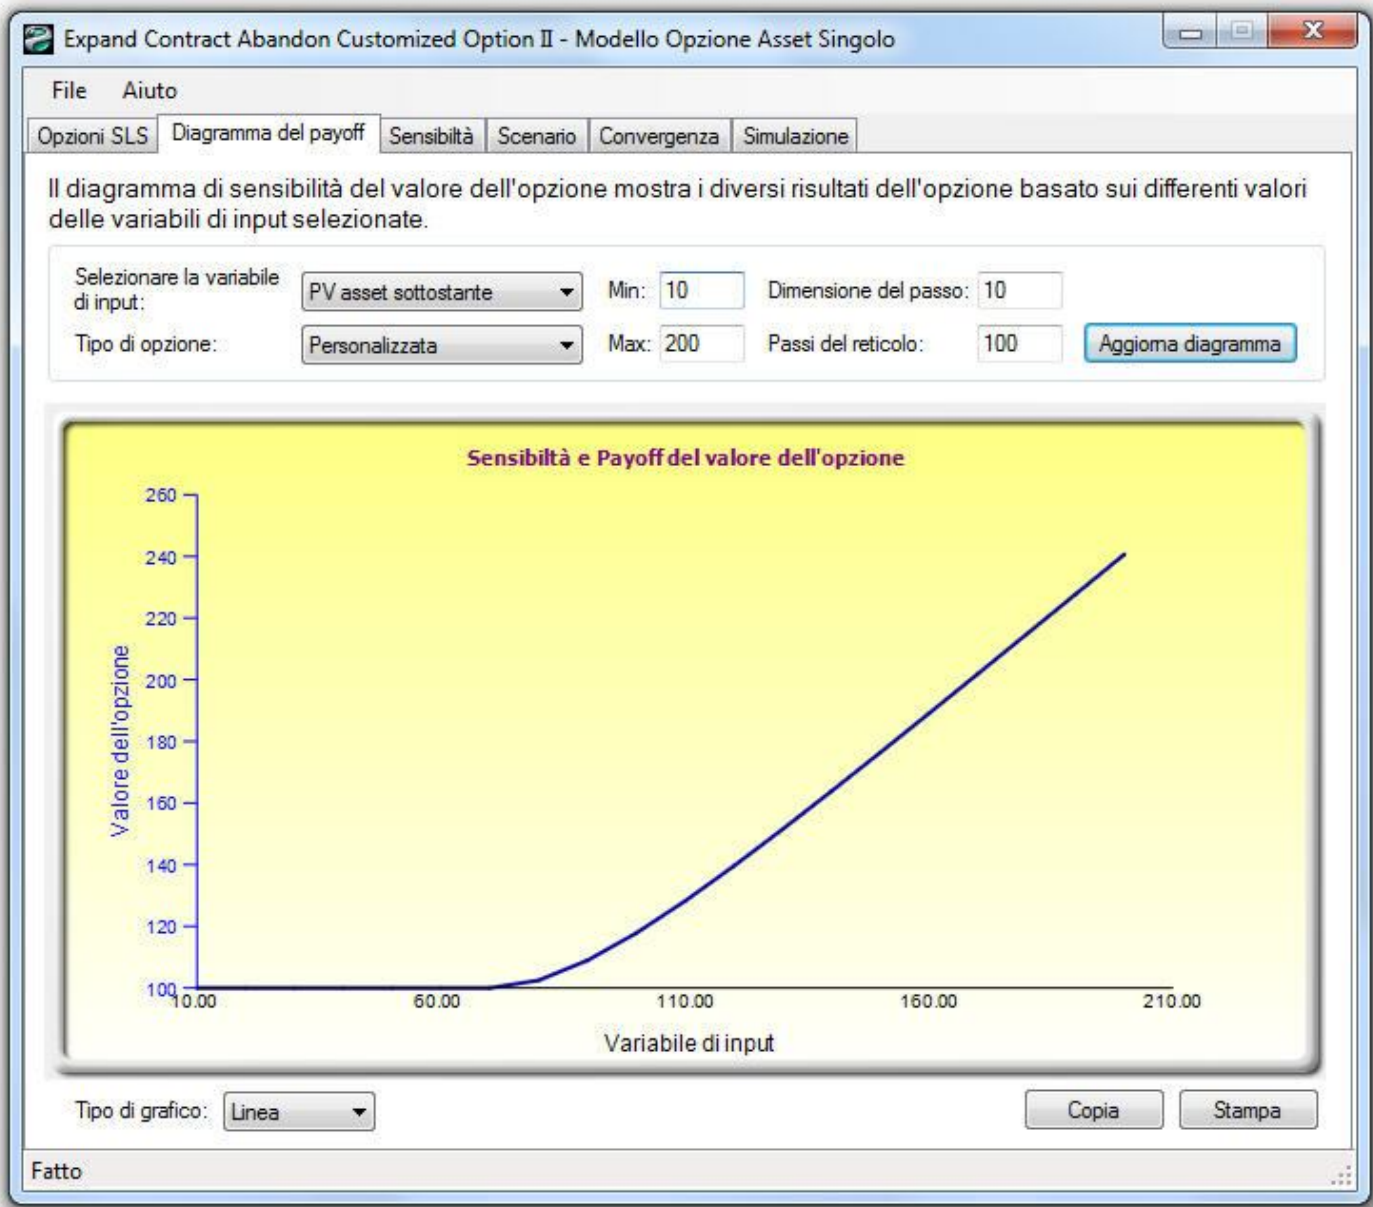 Expand Contract Abandon Customized Option II - Modello Opzione Asset Singolo
File Aiuto
Opzioni SLS Diagramma del payoff Sensibiltà Scenario Convergenza Simulazione
Il diagramma di sensibilità del valore dell'opzione mostra i diversi risultati dell'opzione basato sui differenti valori
delle variabili di input selezionate.
Selezionare la variabile
di input:
PV asset sottostante Min: 10 Dimensione del passo: 10
Tipo di opzione: Personalizzata Max: 200 Passi del reticolo: 100 Aggiorna diagramma
Sensibiltà e Payoff del valore dell'opzione
260
240
220
200
180
160
140
120
100
Valore dell'opzione
10.00 60.00 110.00 160.00 210.00
Variabile di input
Tipo di grafico: Linea Copia Stampa
Fatto